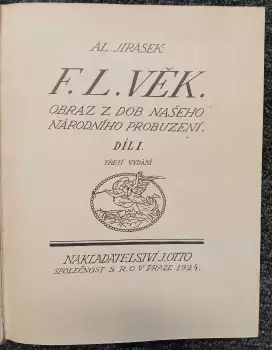 AL. JIRÁSEK
F. L. VĚK.
OBRAZ Z DOB NAŠEHO
NÁRODNÍHO PROBUZENÍ.
DÍL I.
TŘETÍ VYDÁNÍ
NAKLADATELSTVÍ J. OTTO
SPOLEČNOST S R. O. V PRAZE 1924.